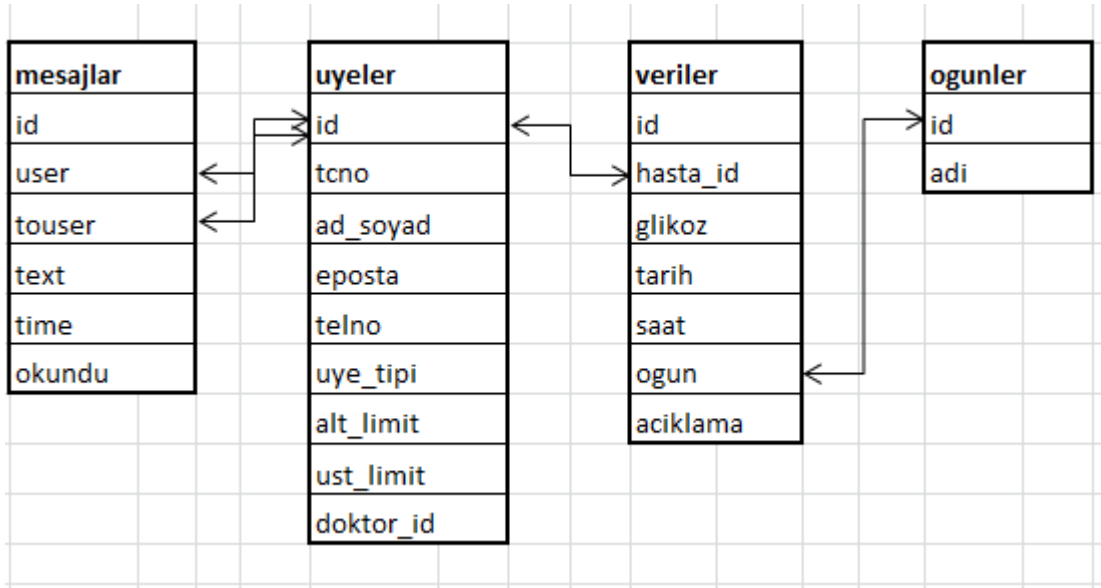 mesajlar
id
user
touser
text
time
okundu
uyeler
id
tcno
ad_soyad
eposta
telno
uye_tipi
alt_limit
ust_limit
doktor_id
veriler
id
hasta_id
glikoz
tarih
saat
ogun
aciklama
ogunler
id
adi